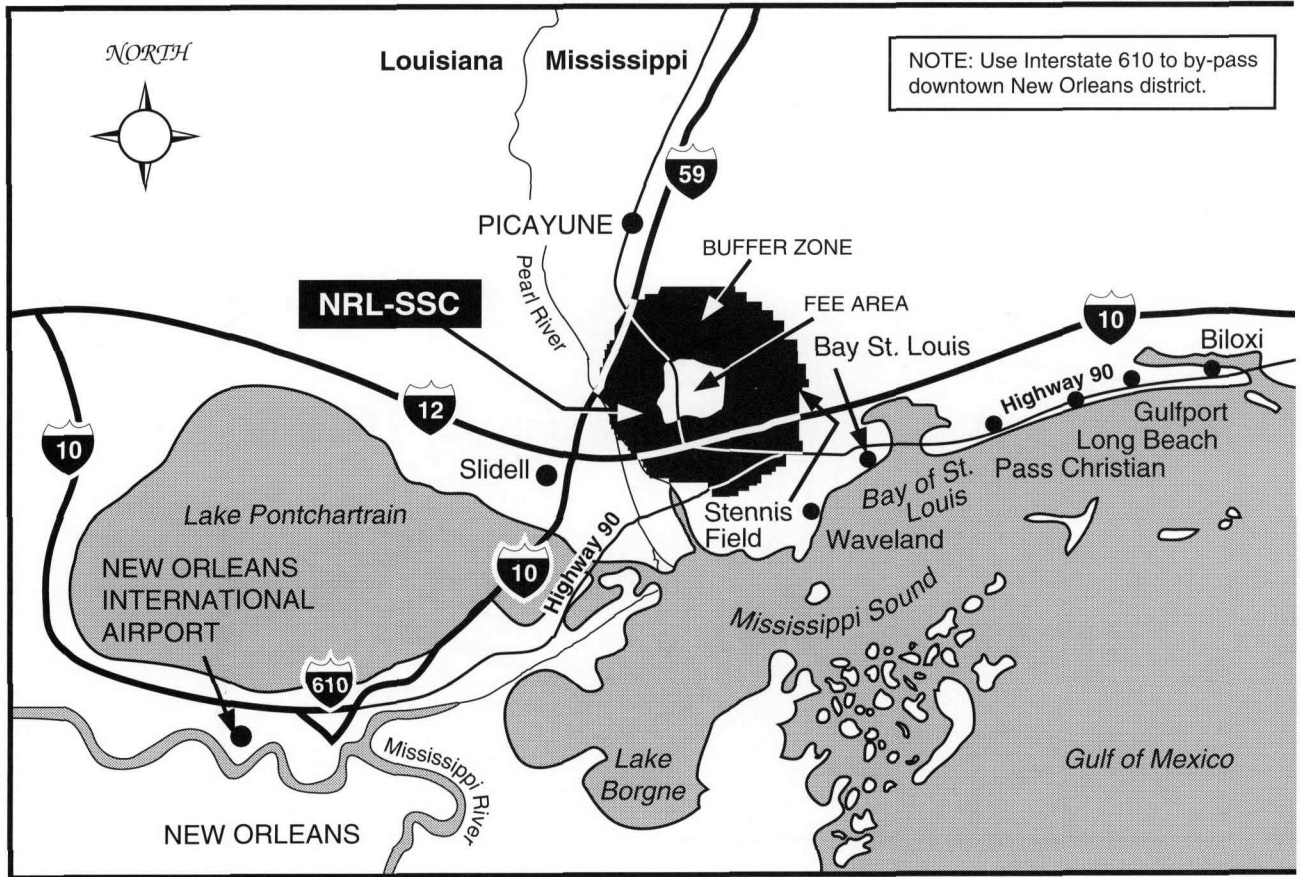 NORTH
Louisiana Mississippi
NOTE: Use Interstate 610 to by-pass
downtown New Orleans district.
59
PICAYUNE
BUFFER ZONE
Pearl River
NRL-SSC
FEE AREA
10
Bay St. Louis
Biloxi
Highway 90
12
10
Gulfport
Long Beach
Slidell
Pass Christian
Bay of St.
Louis
Lake Pontchartrain
Stennis
Field
Waveland
10
Highway 90
NEW ORLEANS
INTERNATIONAL
AIRPORT
Mississippi Sound
610
Mississippi River
Lake
Borgne
Gulf of Mexico
NEW ORLEANS